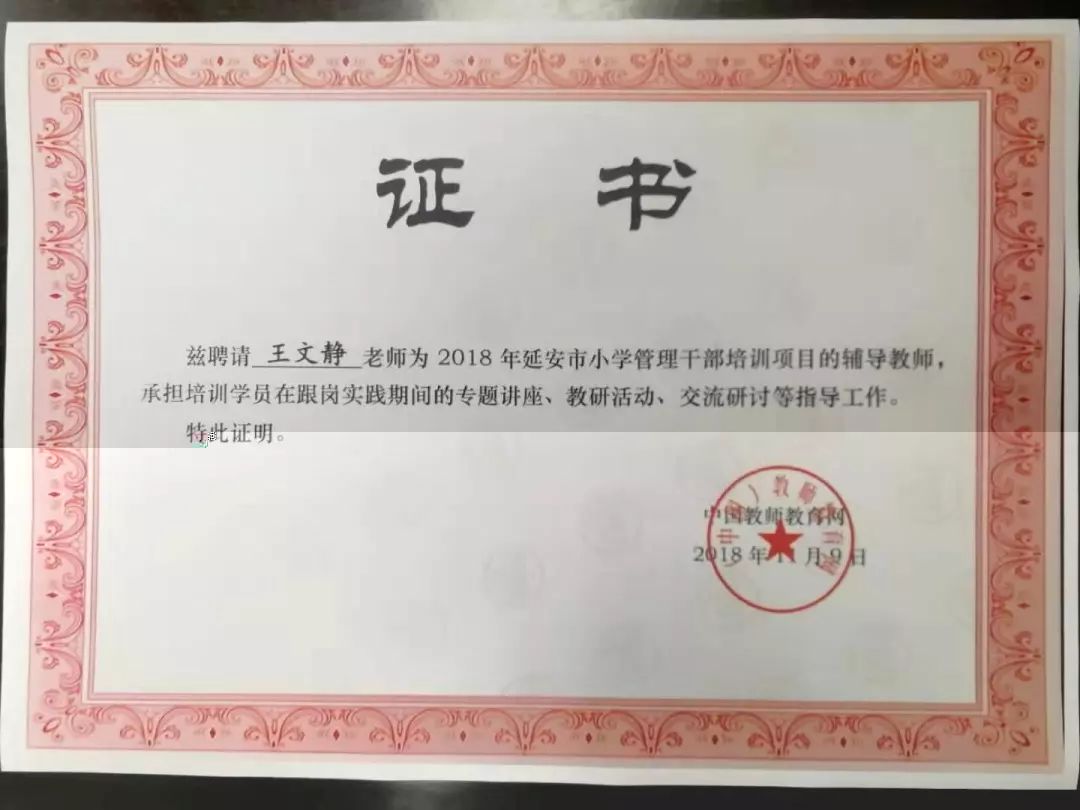 证 书
兹聘请 王文静 老师为 2018 年延安市小学管理干部培训项目的辅导教师，
承担培训学员在跟岗实践期间的专题讲座、教研活动、交流研讨等指导工作。
特此证明。
中国教师教育网
2018 年 11 月 9 日